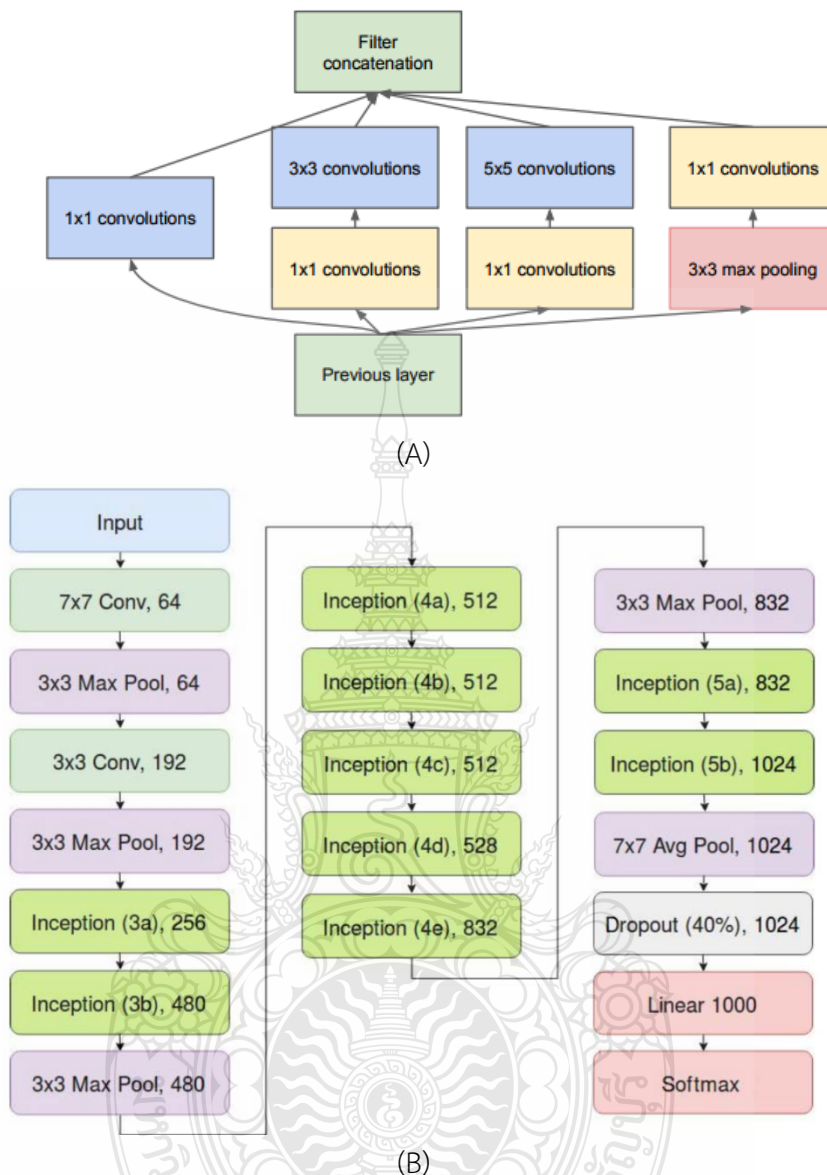 Filter
concatenation
3x3 convolutions
5x5 convolutions
1x1 convolutions
1x1 convolutions
1x1 convolutions
1x1 convolutions
3x3 max pooling
Previous layer
(A)
Input
7x7 Conv, 64
3x3 Max Pool, 64
3x3 Conv, 192
3x3 Max Pool, 192
Inception (3a), 256
Inception (3b), 480
3x3 Max Pool, 480
Inception (4a), 512
Inception (4b), 512
Inception (4c), 512
Inception (4d), 528
Inception (4e), 832
3x3 Max Pool, 832
Inception (5a), 832
Inception (5b), 1024
7x7 Avg Pool, 1024
Dropout (40%), 1024
Linear 1000
Softmax
(B)